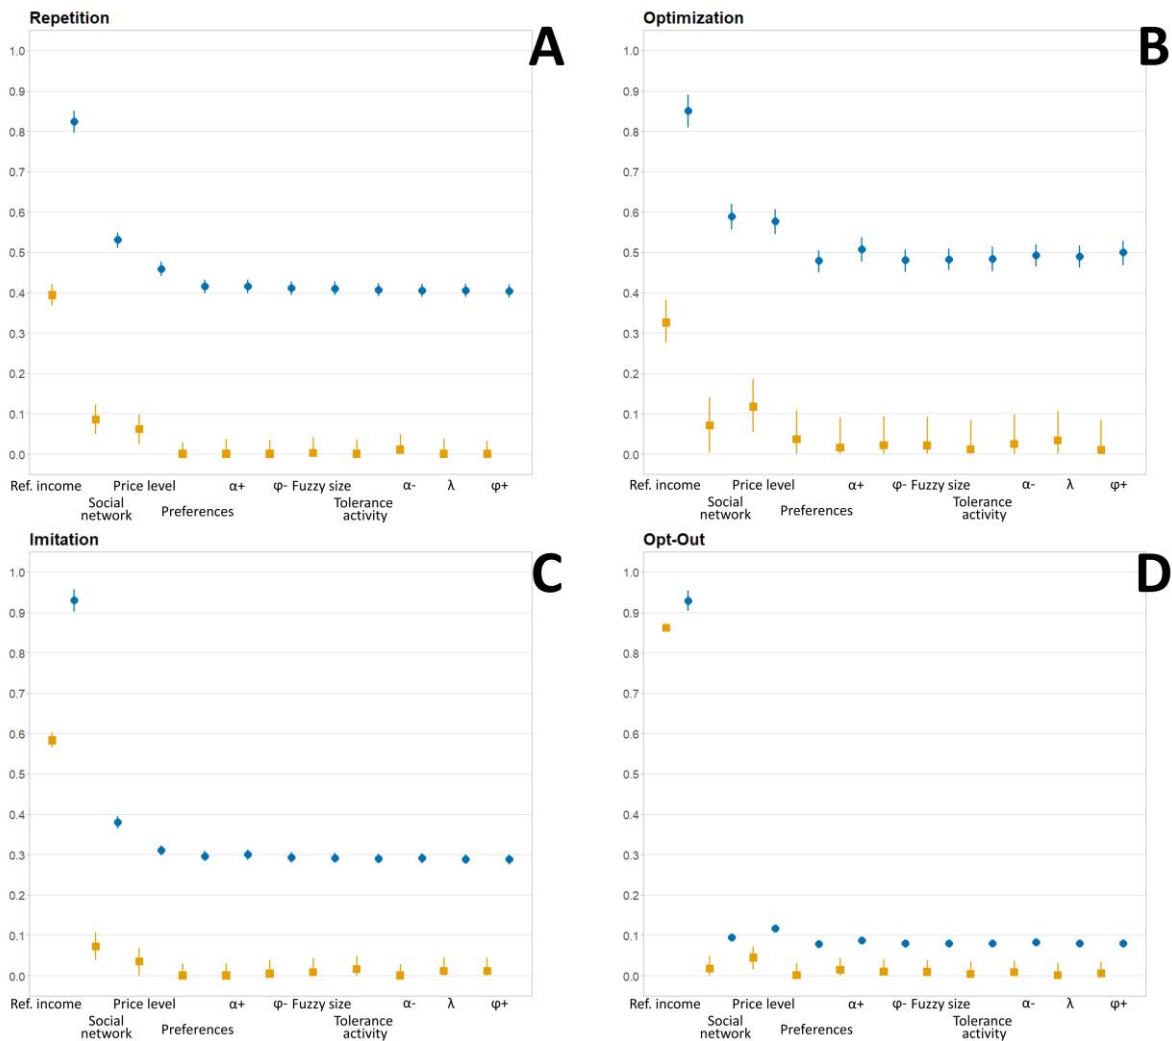 Repetition
A
1.0
0.9
0.8
0.7
0.6
0.5
0.4
0.3
0.2
0.1
0.0
Ref. income
Price level
α+
φ- Fuzzy size
α-
λ
φ+
Social
network
Preferences
Tolerance
activity
Optimization
B
1.0
0.9
0.8
0.7
0.6
0.5
0.4
0.3
0.2
0.1
0.0
Ref. income
Price level
α+
φ- Fuzzy size
α-
λ
φ+
Social
network
Preferences
Tolerance
activity
Imitation
C
1.0
0.9
0.8
0.7
0.6
0.5
0.4
0.3
0.2
0.1
0.0
Ref. income
Price level
α+
φ- Fuzzy size
α-
λ
φ+
Social
network
Preferences
Tolerance
activity
Opt-Out
D
1.0
0.9
0.8
0.7
0.6
0.5
0.4
0.3
0.2
0.1
0.0
Ref. income
Price level
α+
φ- Fuzzy size
α-
λ
φ+
Social
network
Preferences
Tolerance
activity